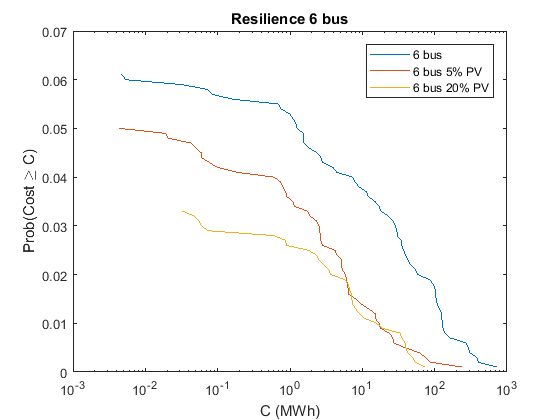 Resilience 6 bus
0.07
0.06
0.05
0.04
0.03
0.02
0.01
0
Prob(Cost ≥ C)
6 bus
6 bus 5% PV
6 bus 20% PV
10⁻³ 10⁻² 10⁻¹ 10⁰ 10¹ 10² 10³
C (MWh)